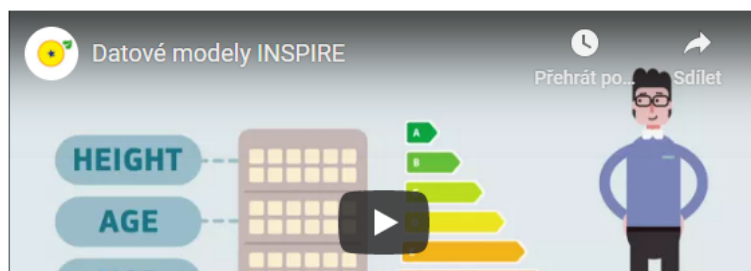 Datové modely INSPIRE
Přehrát po...
Sdílet
HEIGHT
AGE
A
B